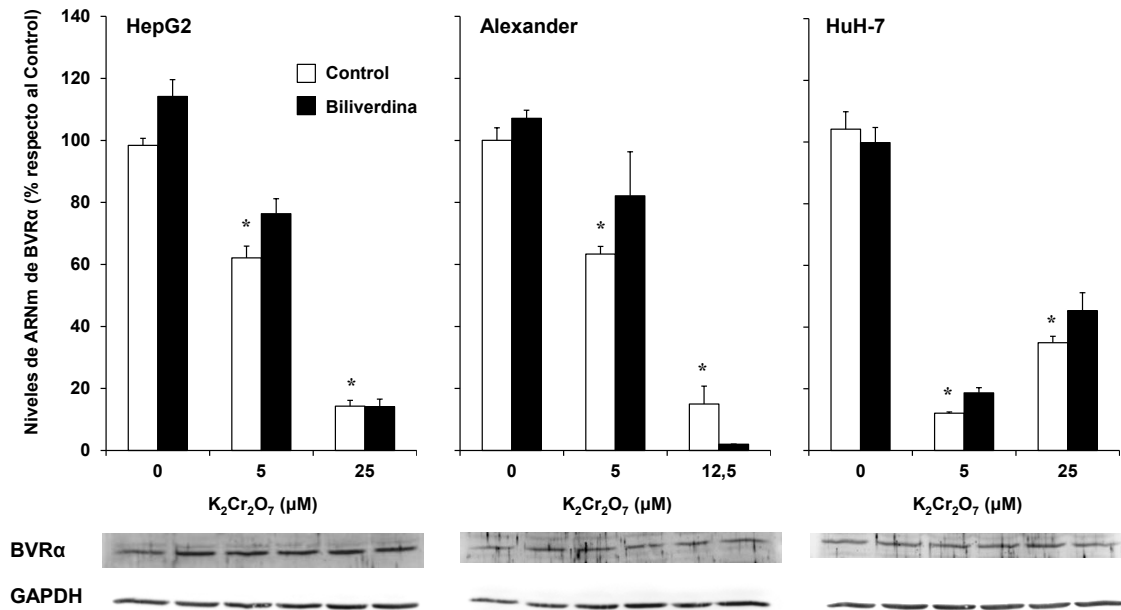 HepG2
Alexander
HuH-7
Control
Biliverdina
Niveles de ARNm de BVRα (% respecto al Control)
140
120
100
80
60
40
20
0
*
*
*
*
*
*
0 5 25
0 5 12,5
0 5 25
K₂Cr₂O₇ (µM)
K₂Cr₂O₇ (µM)
K₂Cr₂O₇ (µM)
BVRα
GAPDH